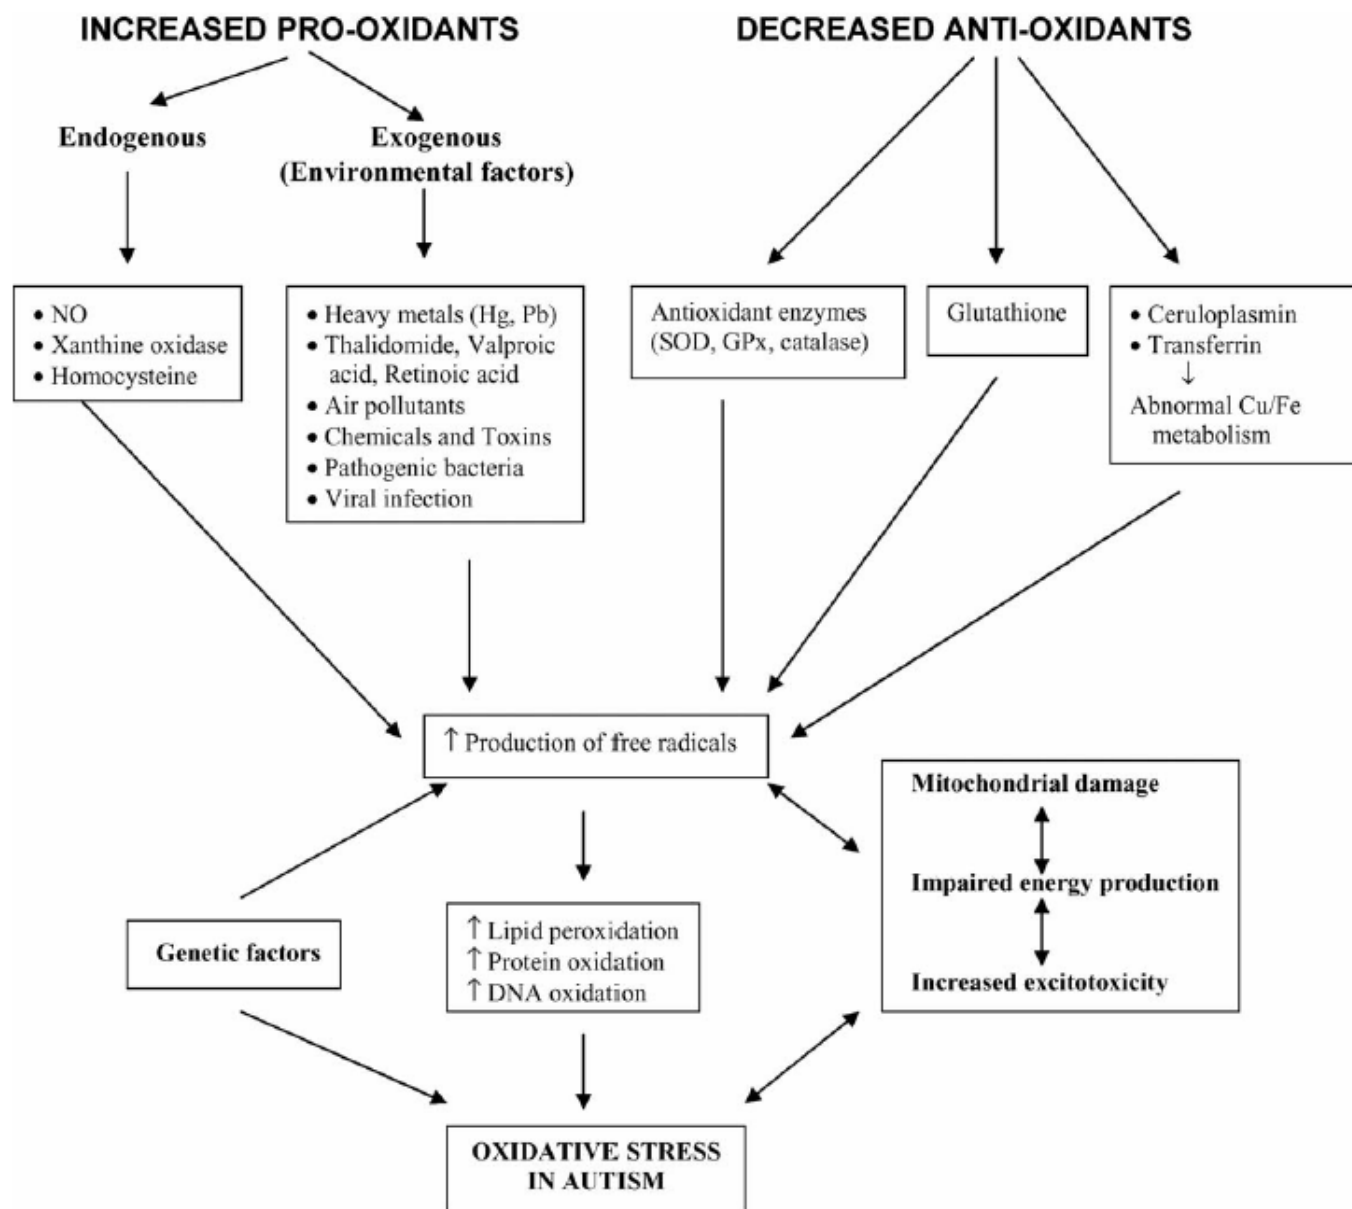 INCREASED PRO-OXIDANTS
DECREASED ANTI-OXIDANTS
Endogenous
Exogenous
(Environmental factors)
• NO
• Xanthine oxidase
• Homocysteine
• Heavy metals (Hg, Pb)
• Thalidomide, Valproic
acid, Retinoic acid
• Air pollutants
• Chemicals and Toxins
• Pathogenic bacteria
• Viral infection
Antioxidant enzymes
(SOD, GPx, catalase)
Glutathione
• Ceruloplasmin
• Transferrin
↓
Abnormal Cu/Fe
metabolism
↑ Production of free radicals
Genetic factors
↑ Lipid peroxidation
↑ Protein oxidation
↑ DNA oxidation
Mitochondrial damage
Impaired energy production
Increased excitotoxicity
OXIDATIVE STRESS
IN AUTISM